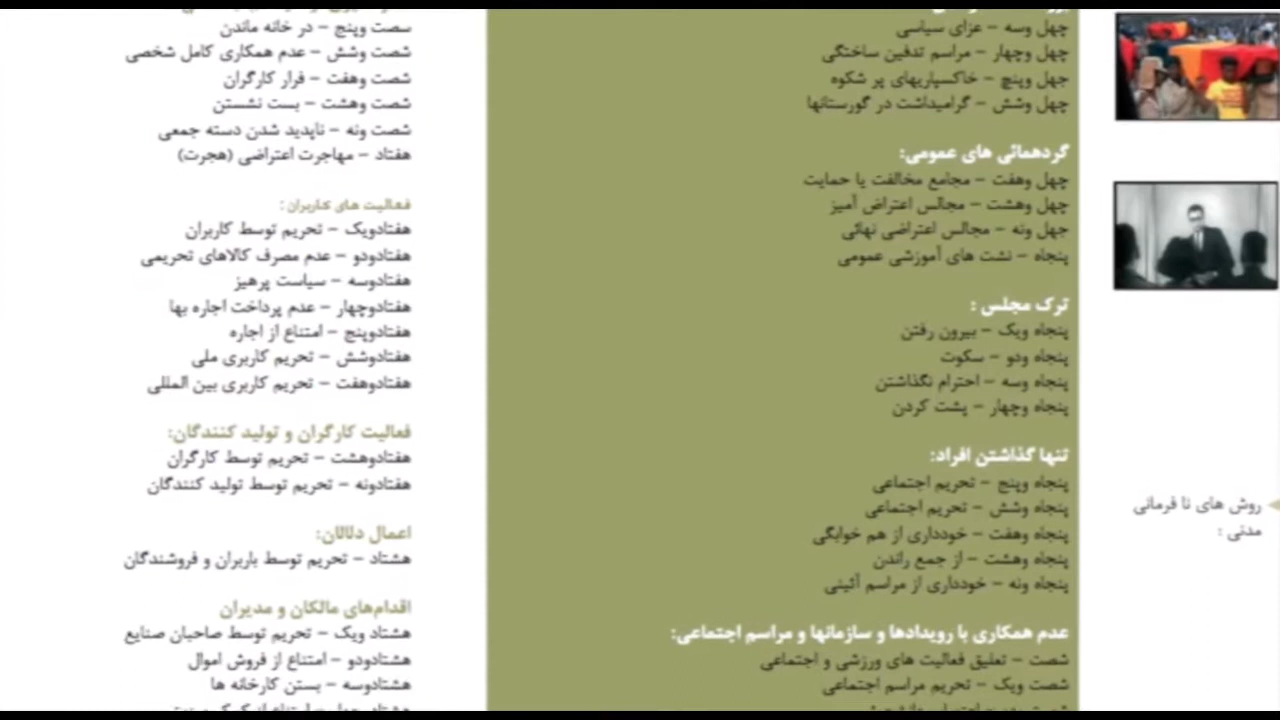 چهل وسه – عزای سیاسی
چهل وچهار – مراسم تدفین ساختگی
جهل وپنج – خاکسپاریهای پر شکوه
چهل وشش – گرامیداشت در گورستانها
گردهمائی های عمومی:
چهل وهفت – مجامع مخالفت یا حمایت
چهل وهشت – مجالس اعتراض آمیز
جهل ونه – مجالس اعتراضی نهائی
پنجاه – نشت های آموزشی عمومی
ترک مجلس :
پنجاه ویک – بیرون رفتن
پنجاه ودو – سکوت
پنجاه وسه – احترام نگذاشتن
پنجاه وچهار – پشت کردن
تنها گذاشتن افراد:
پنجاه وپنج – تحریم اجتماعی
پنجاه وشش – تحریم اجتماعی
پنجاه وهفت – خودداری از هم خوابگی
پنجاه وهشت – از جمع راندن
پنجاه ونه – خودداری از مراسم آئینی
عدم همکاری با رویدادها و سازمانها و مراسم اجتماعی:
شصت – تعلیق فعالیت های ورزشی و اجتماعی
شصت ویک – تحریم مراسم اجتماعی
شصت وپنج – در خانه ماندن
شصت وشش – عدم همکاری کامل شخصی
شصت وهفت – فرار کارگران
شصت وهشت – بست نشستن
شصت ونه – ناپدید شدن دسته جمعی
هفتاد – مهاجرت اعتراضی (هجرت)
فعالیت های کاربران :
هفتادویک – تحریم توسط کاربران
هفتادودو – عدم مصرف کالاهای تحریمی
هفتادوسه – سیاست پرهیز
هفتادوچهار – عدم پرداخت اجاره بها
هفتادوپنج – امتناع از اجاره
هفتادوشش – تحریم کاربری ملی
هفتادوهفت – تحریم کاربری بین المللی
فعالیت کارگران و تولید کنندگان:
هفتادوهشت – تحریم توسط کارگران
هفتادونه – تحریم توسط تولید کنندگان
اعمال دلالان:
هشتاد – تحریم توسط باربران و فروشندگان
اقدام‌های مالکان و مدیران
هشتاد ویک – تحریم توسط صاحبان صنایع
هشتادودو – امتناع از فروش اموال
هشتادوسه – بستن کارخانه ها
روش های نا فرمانی
مدنی :